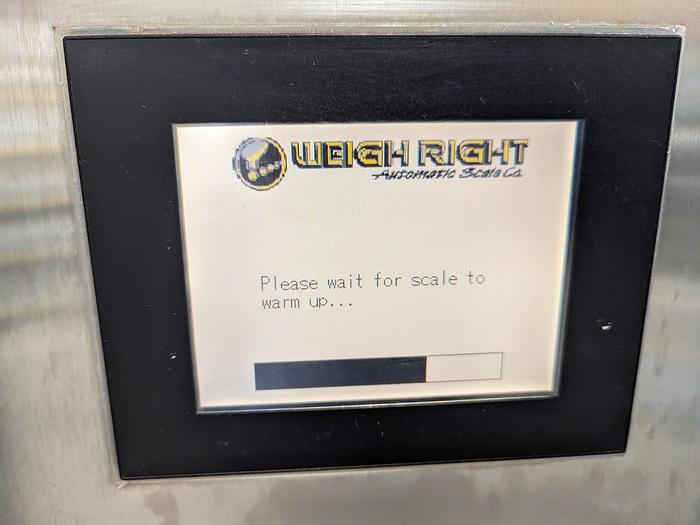 WEIGH RIGHT
Automatic Scale Co.
Please wait for scale to
warm up...